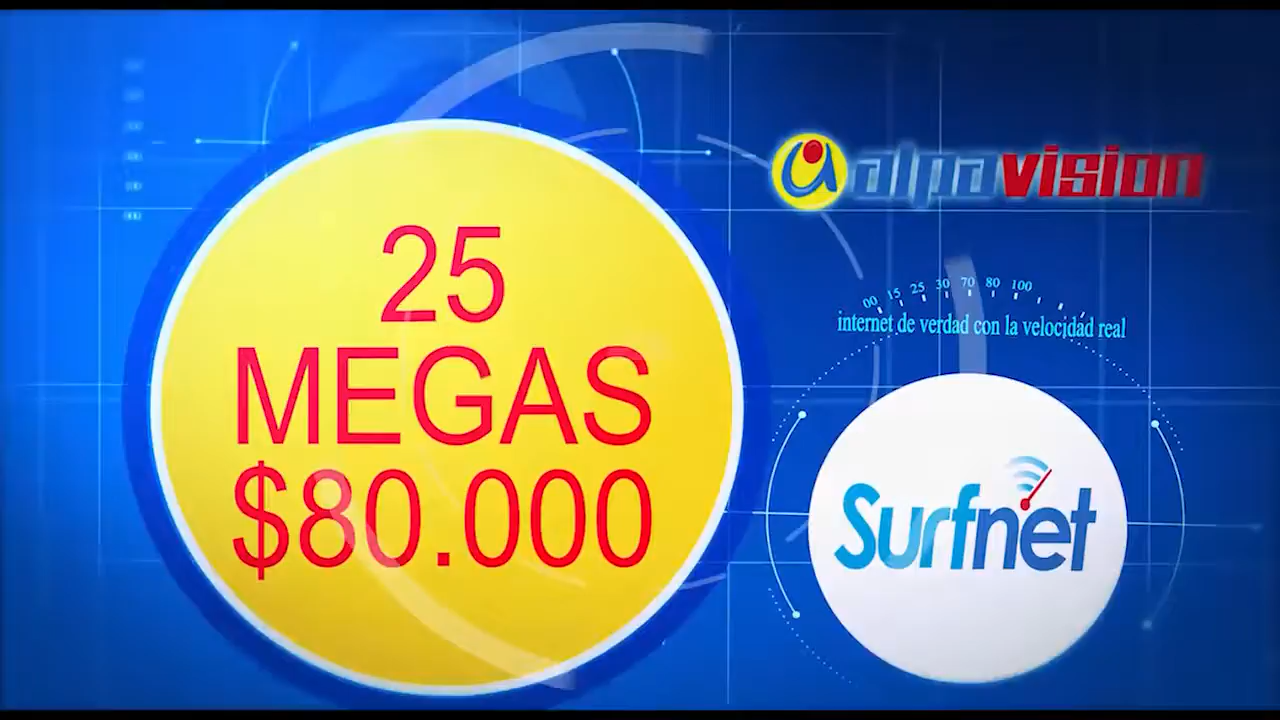 25
MEGAS
$80.000
alpavision
00 15 25 30 70 80 100
internet de verdad con la velocidad real
Surfnet